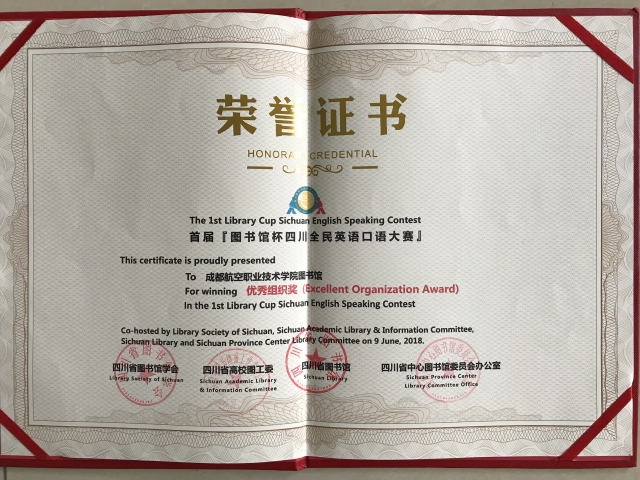 荣誉证书
HONORARY CREDENTIAL
The 1st Library Cup Sichuan English Speaking Contest
首届『图书馆杯四川全民英语口语大赛』
This certificate is proudly presented
To 成都航空职业技术学院图书馆
For winning 优秀组织奖 (Excellent Organization Award)
In the 1st Library Cup Sichuan English Speaking Contest
Co-hosted by Library Society of Sichuan, Sichuan Academic Library & Information Committee,
Sichuan Library and Sichuan Province Center Library Committee on 9 June, 2018.
四川省图书馆学会 四川省高校图工委 四川省图书馆 四川省中心图书馆委员会办公室
Library Society of Sichuan Sichuan Academic Library Sichuan Library Sichuan Province Center
& Information Committee Library Committee Office